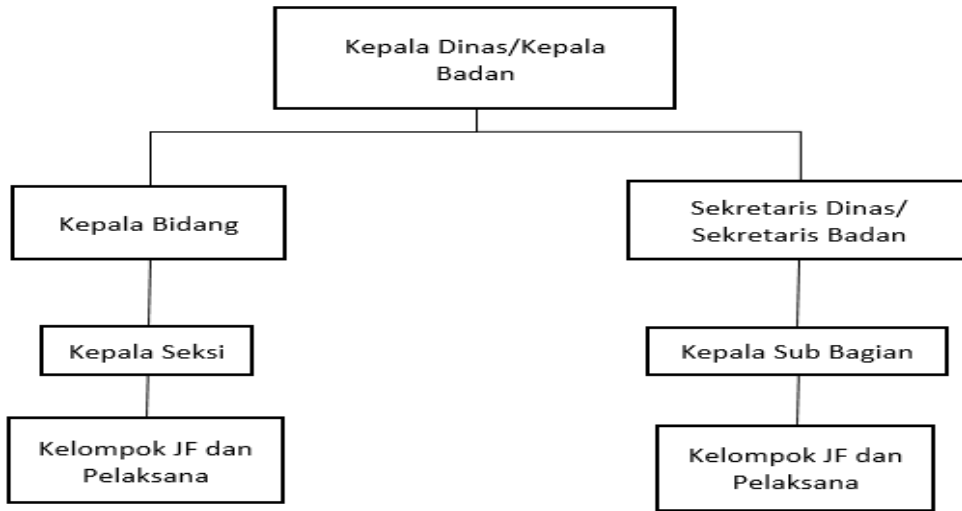 Kepala Dinas/Kepala
Badan
Kepala Bidang
Sekretaris Dinas/
Sekretaris Badan
Kepala Seksi
Kepala Sub Bagian
Kelompok JF dan
Pelaksana
Kelompok JF dan
Pelaksana